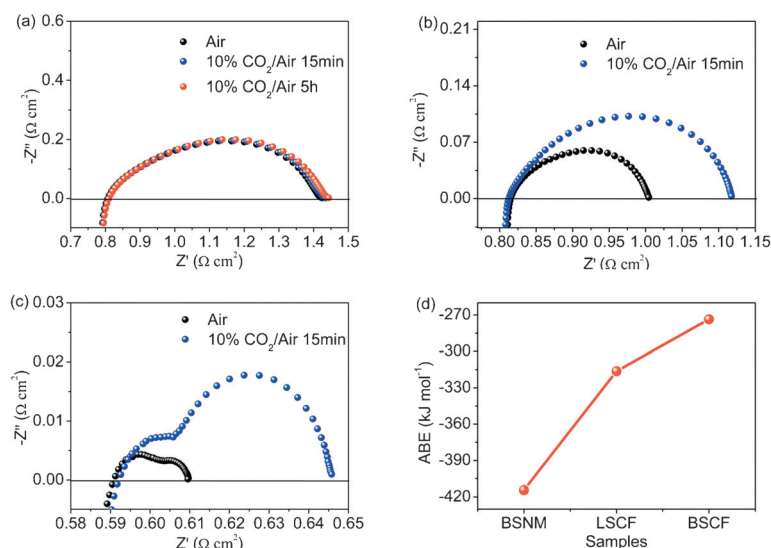 (a)
0.6
0.4
0.2
0.0
-Z'' (Ω cm²)
Air
10% CO₂/Air 15min
10% CO₂/Air 5h
0.7 0.8 0.9 1.0 1.1 1.2 1.3 1.4 1.5
Z' (Ω cm²)
(b)
0.21
0.14
0.07
0.00
-Z'' (Ω cm²)
Air
10% CO₂/Air 15min
0.80 0.85 0.90 0.95 1.00 1.05 1.10 1.15
Z' (Ω cm²)
(c)
0.03
0.02
0.01
0.00
-Z'' (Ω cm²)
Air
10% CO₂/Air 15min
0.58 0.59 0.60 0.61 0.62 0.63 0.64 0.65
Z' (Ω cm²)
(d)
-270
-300
-330
-360
-390
-420
ABE (kJ mol⁻¹)
BSNM LSCF BSCF
Samples